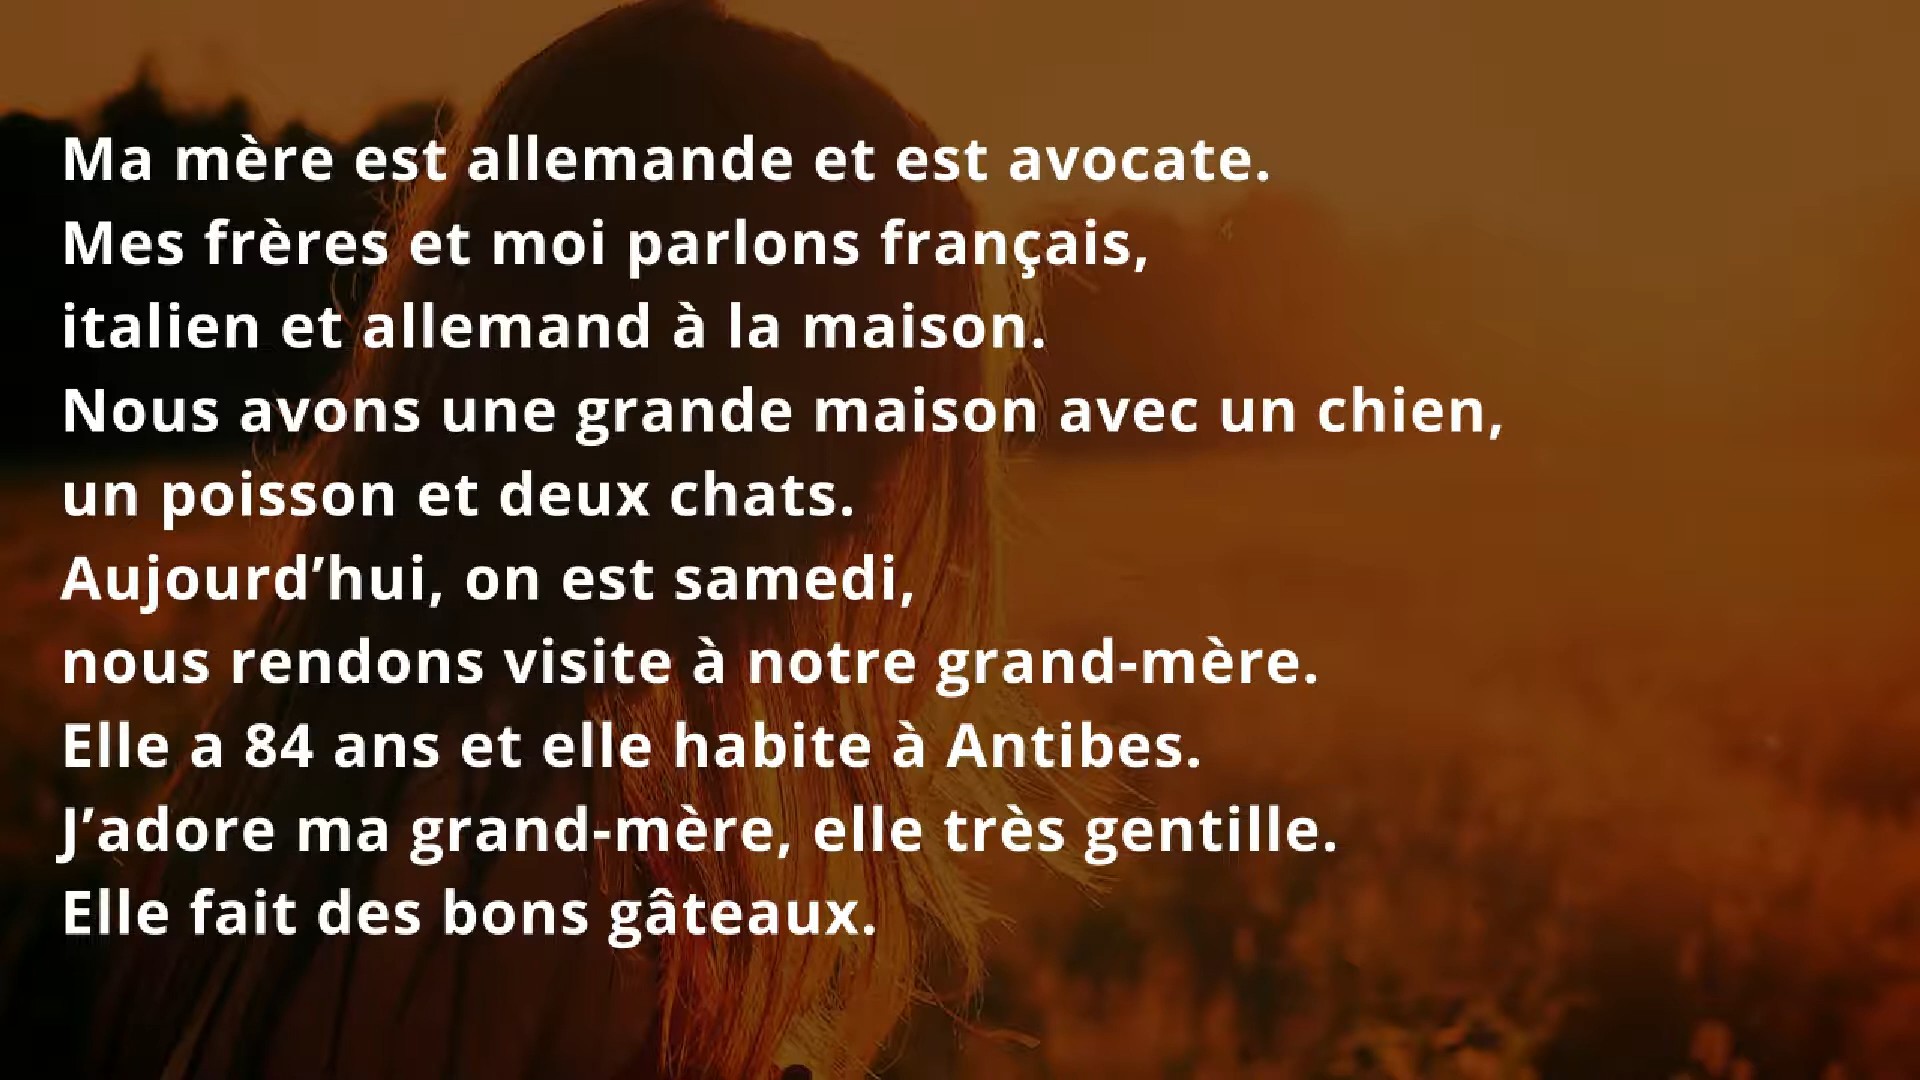 Ma mère est allemande et est avocate.
Mes frères et moi parlons français,
italien et allemand à la maison.
Nous avons une grande maison avec un chien,
un poisson et deux chats.
Aujourd’hui, on est samedi,
nous rendons visite à notre grand-mère.
Elle a 84 ans et elle habite à Antibes.
J’adore ma grand-mère, elle très gentille.
Elle fait des bons gâteaux.